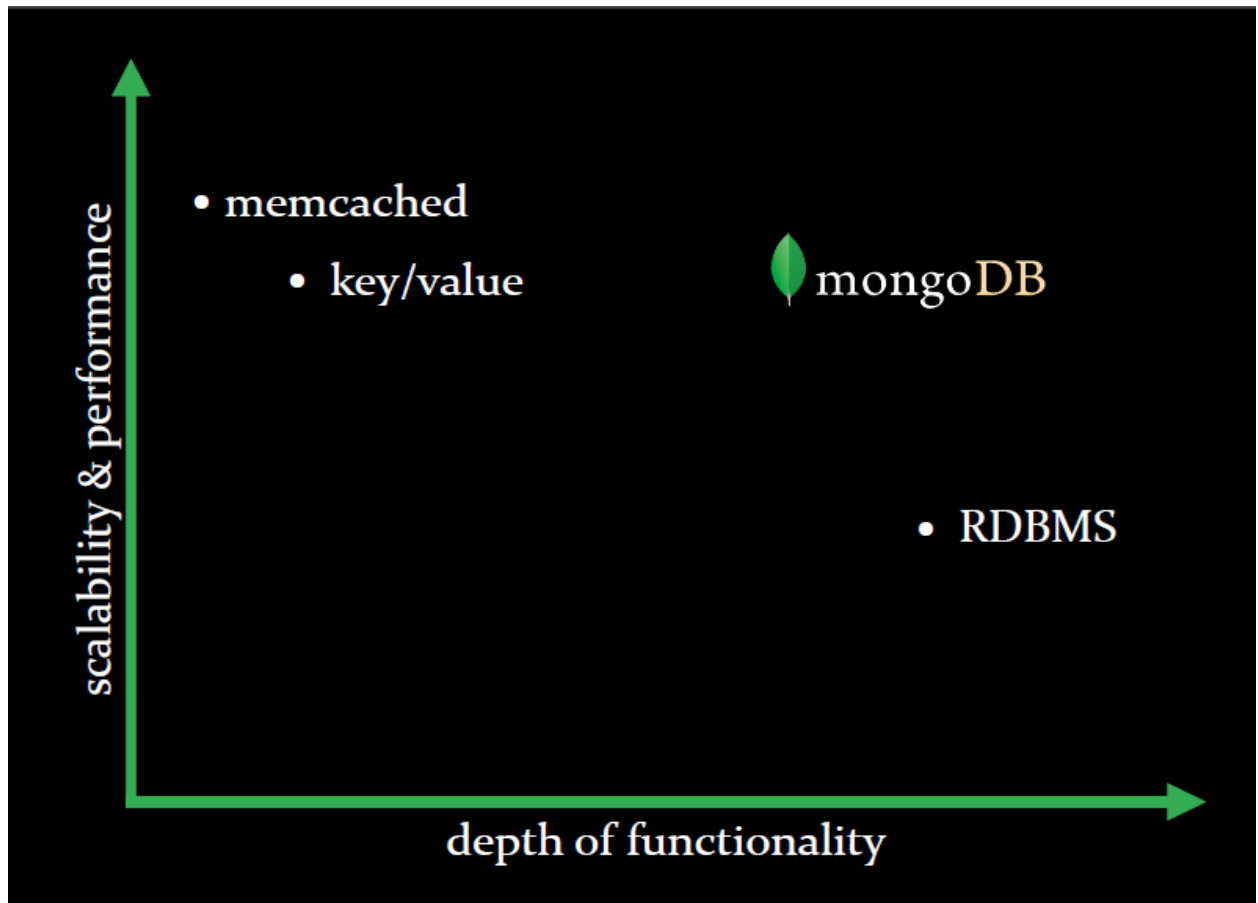 memcached
key/value
mongoDB
RDBMS
scalability & performance
depth of functionality